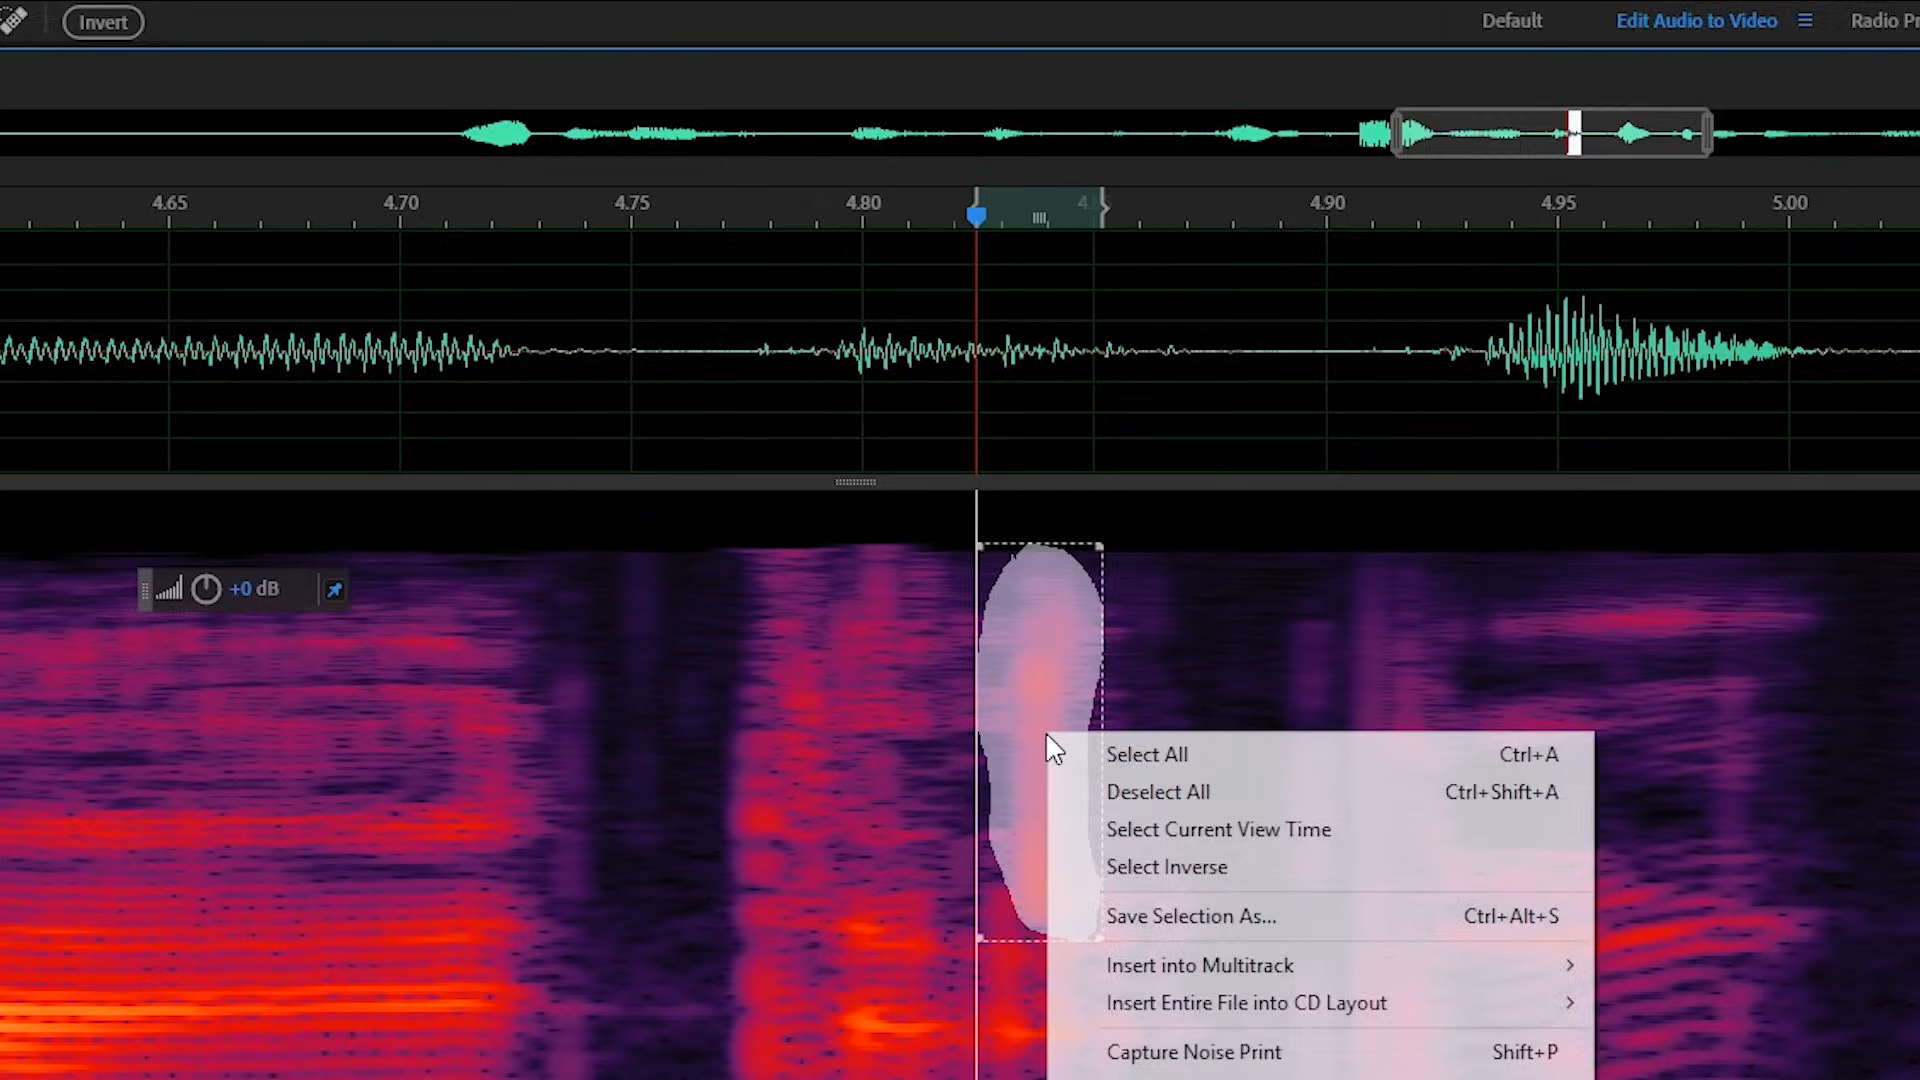 Invert
Default
Edit Audio to Video
Radio Pr
4.65
4.70
4.75
4.80
4.90
4.95
5.00
+0 dB
Select All Ctrl+A
Deselect All Ctrl+Shift+A
Select Current View Time
Select Inverse
Save Selection As... Ctrl+Alt+S
Insert into Multitrack
Insert Entire File into CD Layout
Capture Noise Print Shift+P